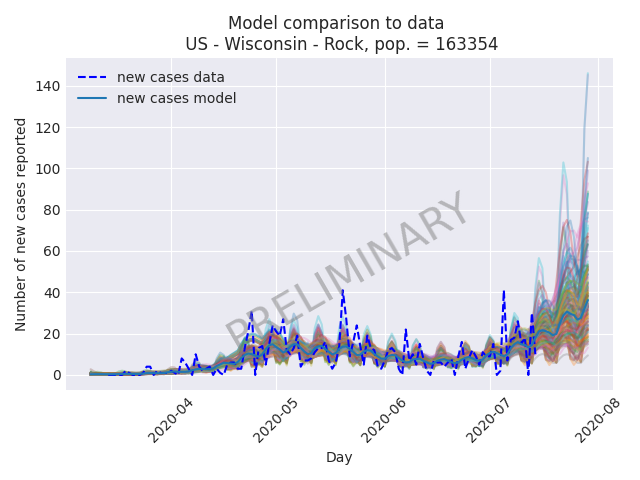 Model comparison to data
US - Wisconsin - Rock, pop. = 163354
new cases data
new cases model
PRELIMINARY
Number of new cases reported
140
120
100
80
60
40
20
0
2020-04
2020-05
2020-06
2020-07
2020-08
Day